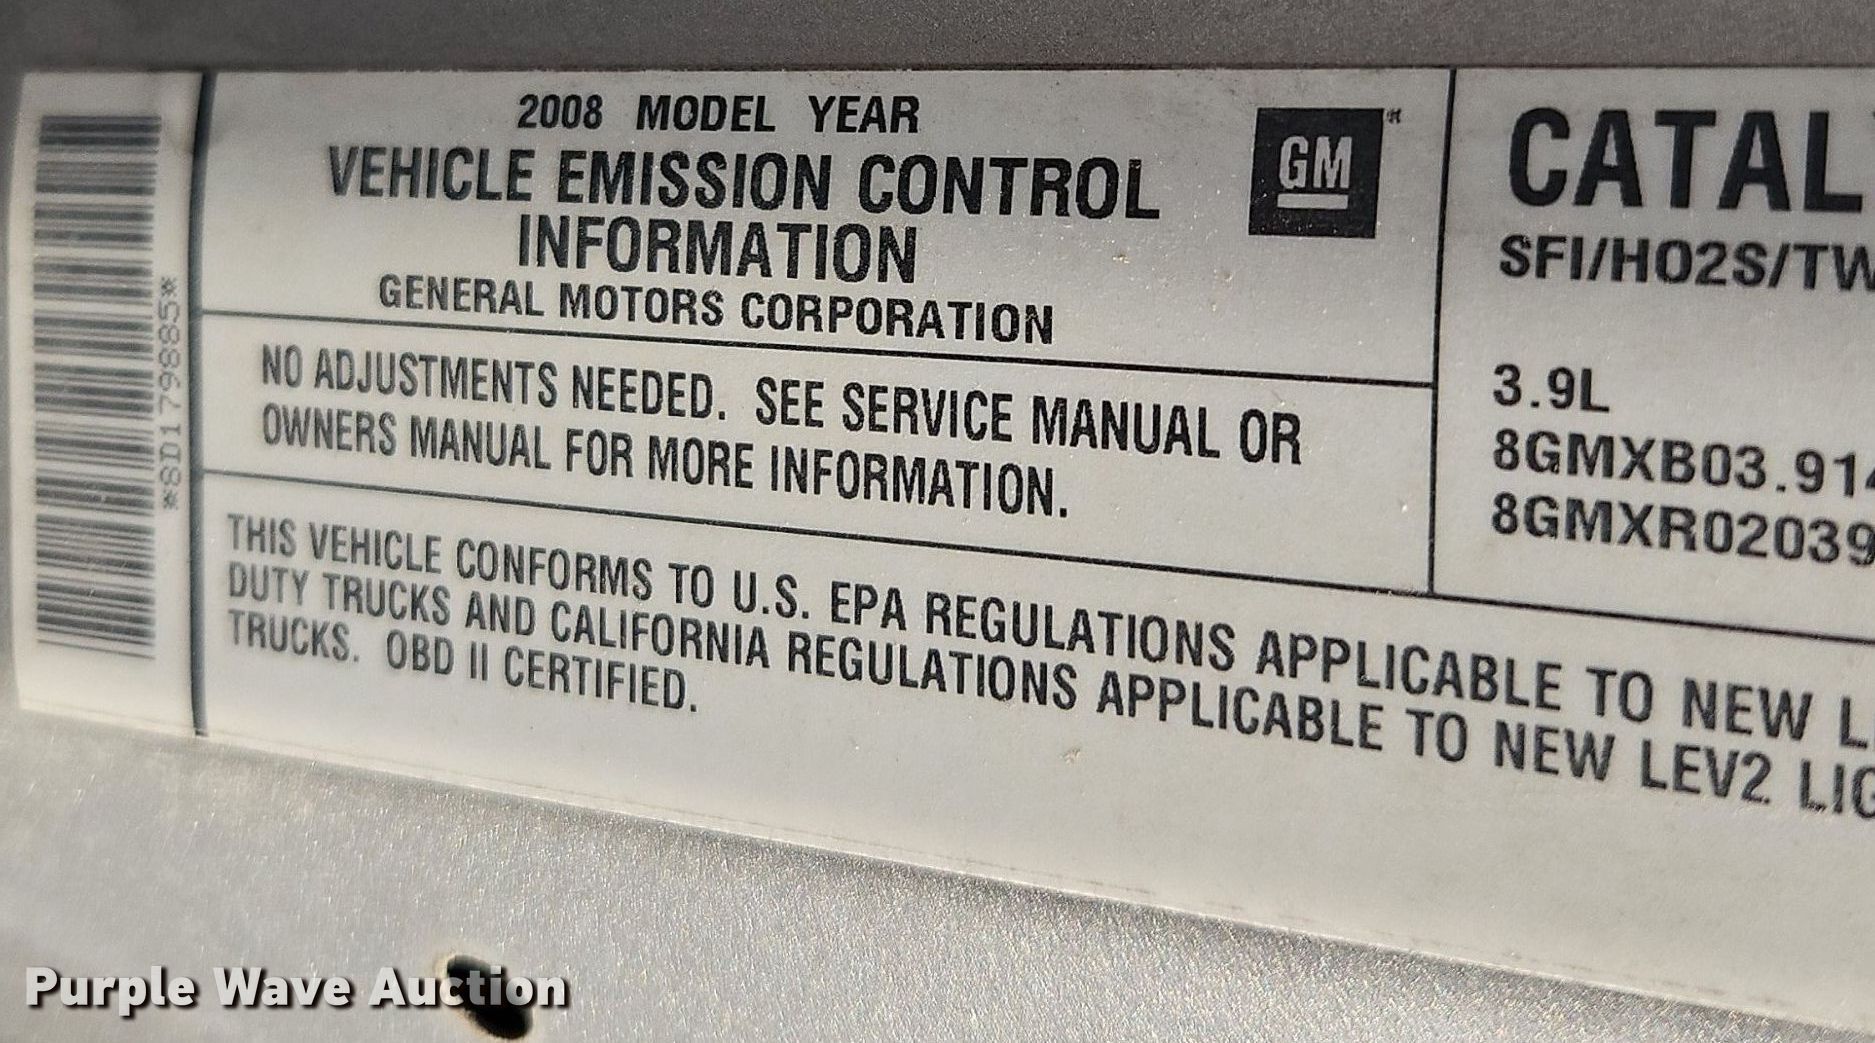 *8D179885*
2008 MODEL YEAR
VEHICLE EMISSION CONTROL
INFORMATION
GENERAL MOTORS CORPORATION
GM
NO ADJUSTMENTS NEEDED. SEE SERVICE MANUAL OR
OWNERS MANUAL FOR MORE INFORMATION.
CATAL
SFI/HO2S/TW
3.9L
8GMXB03.914
8GMXR02039
THIS VEHICLE CONFORMS TO U.S. EPA REGULATIONS APPLICABLE TO NEW L
DUTY TRUCKS AND CALIFORNIA REGULATIONS APPLICABLE TO NEW LEV2 LIG
TRUCKS. OBD II CERTIFIED.
Purple Wave Auction